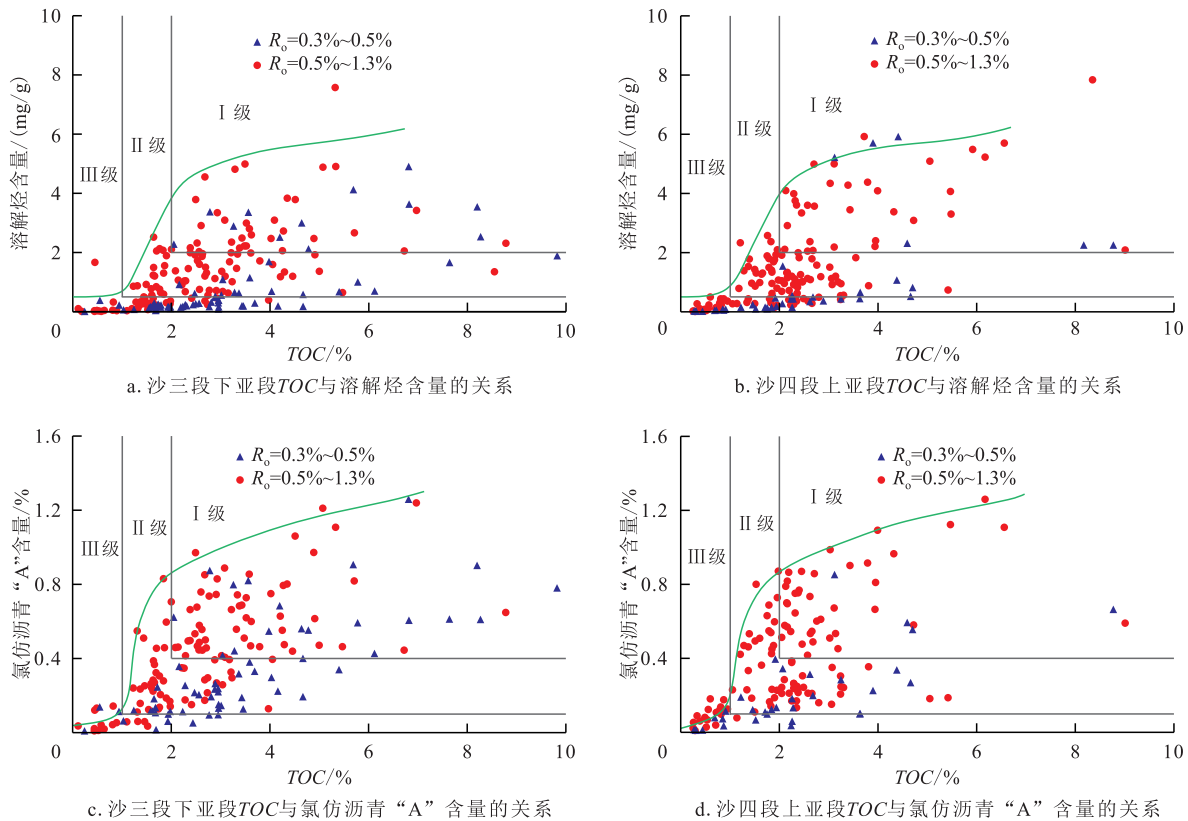 溶解烃含量/(mg/g)
10
8
6
4
2
0
2
4
6
8
10
▲ Ro=0.3%~0.5%
● Ro=0.5%~1.3%
Ⅰ级
Ⅱ级
Ⅲ级
TOC/%
a.沙三段下亚段TOC与溶解烃含量的关系
溶解烃含量/(mg/g)
10
8
6
4
2
0
2
4
6
8
10
▲ Ro=0.3%~0.5%
● Ro=0.5%~1.3%
Ⅰ级
Ⅱ级
Ⅲ级
TOC/%
b.沙四段上亚段TOC与溶解烃含量的关系
氯仿沥青“A”含量/%
1.6
1.2
0.8
0.4
0
2
4
6
8
10
▲ Ro=0.3%~0.5%
● Ro=0.5%~1.3%
Ⅰ级
Ⅱ级
Ⅲ级
TOC/%
c.沙三段下亚段TOC与氯仿沥青“A”含量的关系
氯仿沥青“A”含量/%
1.6
1.2
0.8
0.4
0
2
4
6
8
10
▲ Ro=0.3%~0.5%
● Ro=0.5%~1.3%
Ⅰ级
Ⅱ级
Ⅲ级
TOC/%
d.沙四段上亚段TOC与氯仿沥青“A”含量的关系